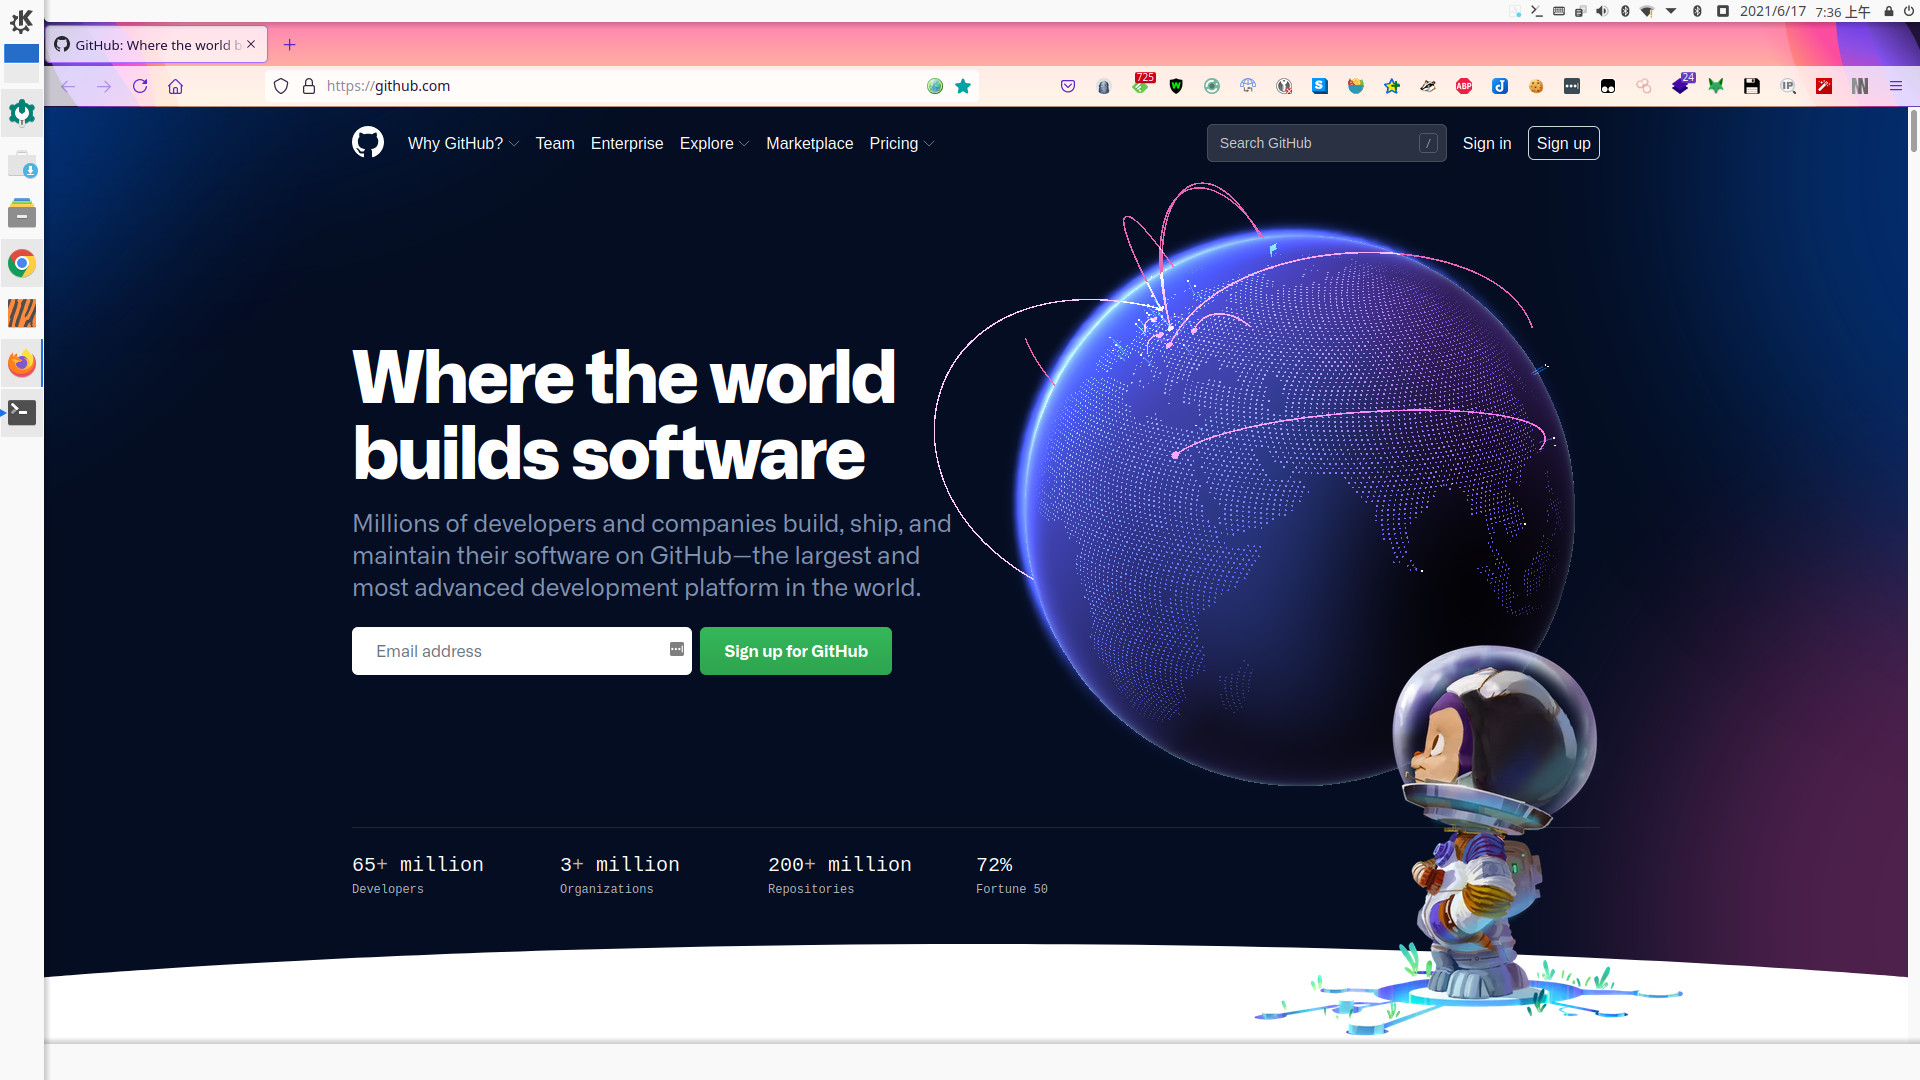 2021/6/17 7:36 上午
GitHub: Where the world b
https://github.com
725
24
Why GitHub? Team Enterprise Explore Marketplace Pricing
Search GitHub /
Sign in
Sign up
Where the world
builds software
Millions of developers and companies build, ship, and
maintain their software on GitHub—the largest and
most advanced development platform in the world.
Email address
Sign up for GitHub
65+ million 3+ million 200+ million 72%
Developers Organizations Repositories Fortune 50